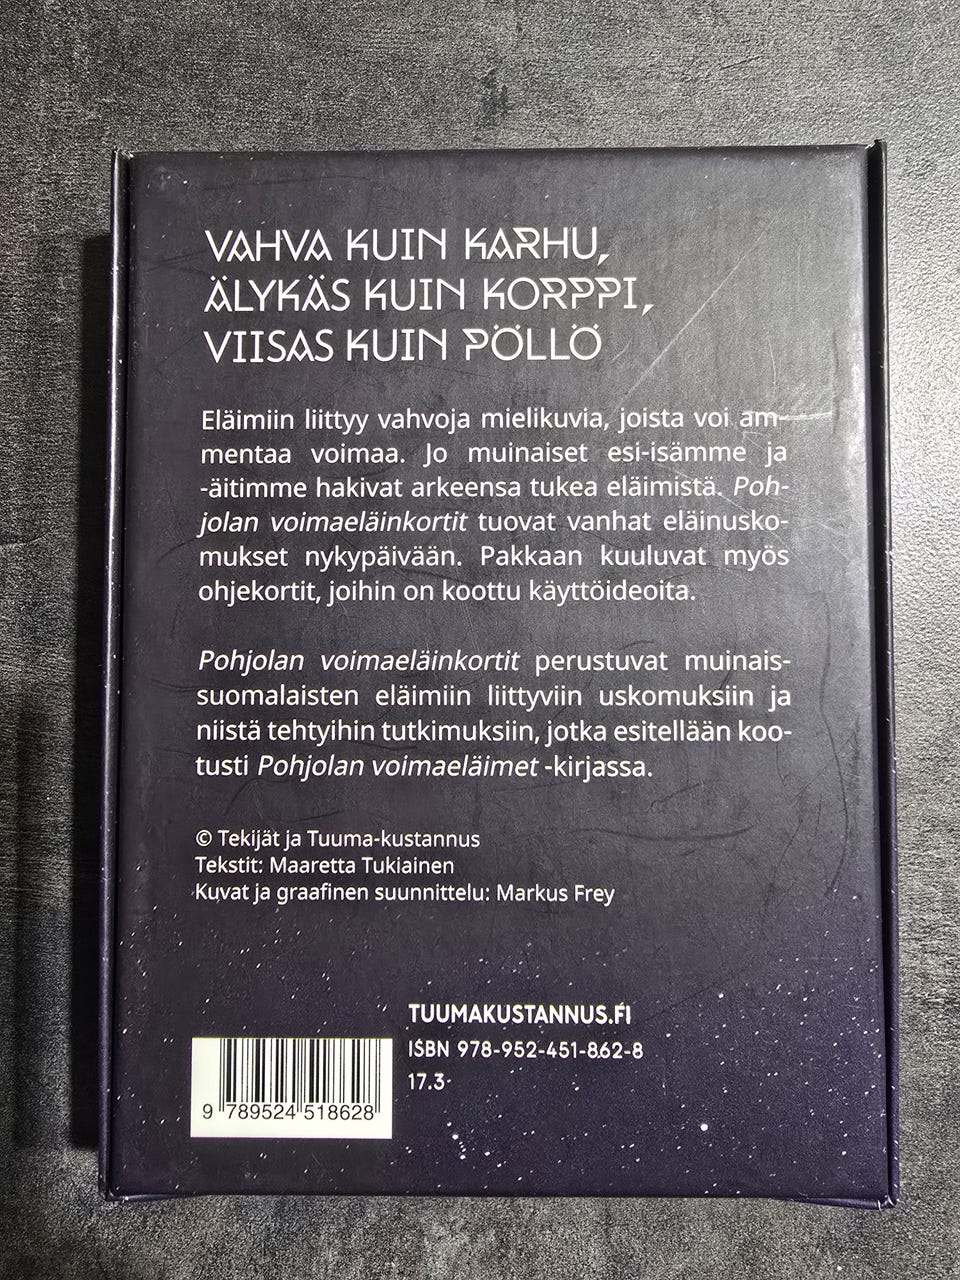 VAHVA KUIN KARHU,
ÄLYKÄS KUIN KORPPI,
VIISAS KUIN PÖLLÖ
Eläimiin liittyy vahvoja mielikuvia, joista voi am-
mentaa voimaa. Jo muinaiset esi-isämme ja
-äitimme hakivat arkeensa tukea eläimistä. Poh-
jolan voimaeläinkortit tuovat vanhat eläinusko-
mukset nykypäivään. Pakkaan kuuluvat myös
ohjekortit, joihin on koottu käyttöideoita.
Pohjolan voimaeläinkortit perustuvat muinais-
suomalaisten eläimiin liittyviin uskomuksiin ja
niistä tehtyihin tutkimuksiin, jotka esitellään koo-
tusti Pohjolan voimaeläimet -kirjassa.
© Tekijät ja Tuuma-kustannus
Tekstit: Maaretta Tukiainen
Kuvat ja graafinen suunnittelu: Markus Frey
TUUMAKUSTANNUS.FI
ISBN 978-952-451-862-8
17.3
9 789524 518628